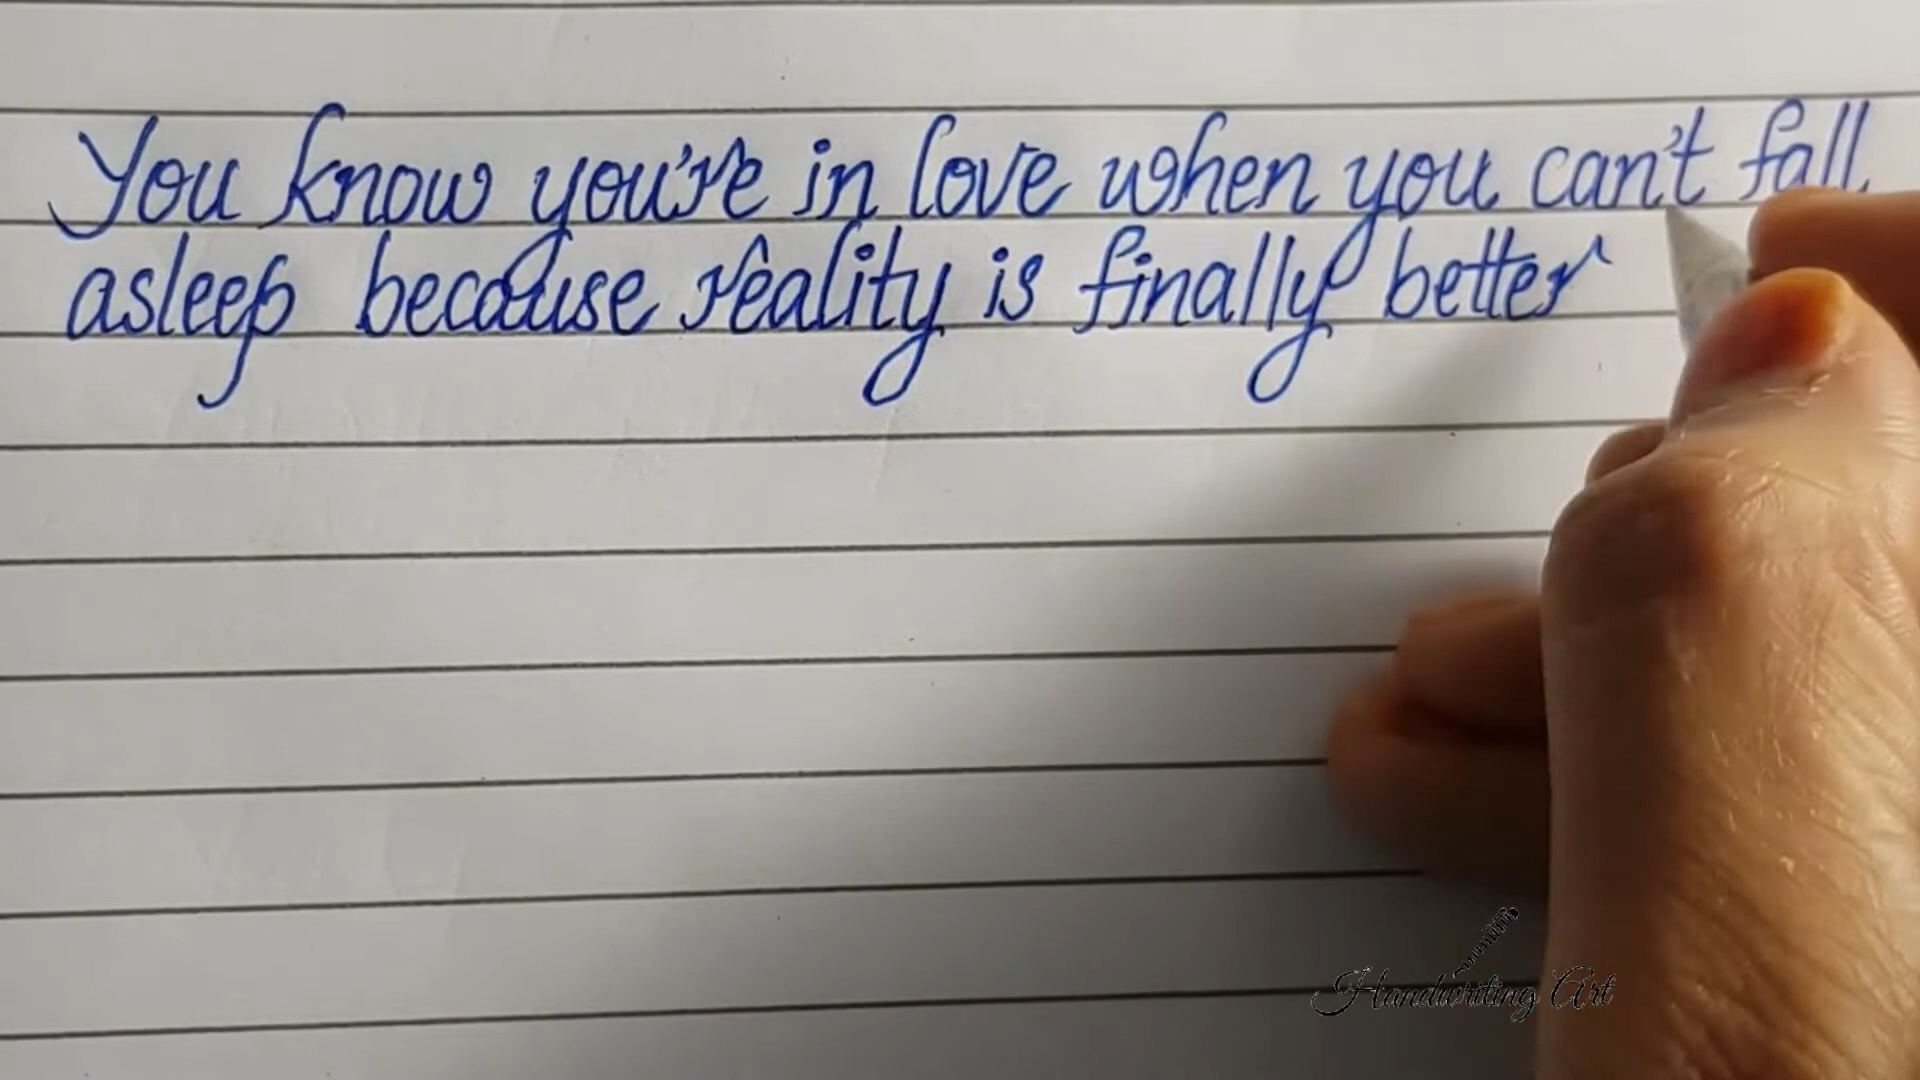 You know you're in love when you can't fall
asleep because reality is finally better
Handwriting Art